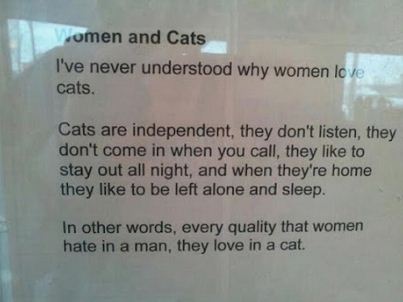 Women and Cats
I've never understood why women love
cats.
Cats are independent, they don't listen, they
don't come in when you call, they like to
stay out all night, and when they're home
they like to be left alone and sleep.
In other words, every quality that women
hate in a man, they love in a cat.